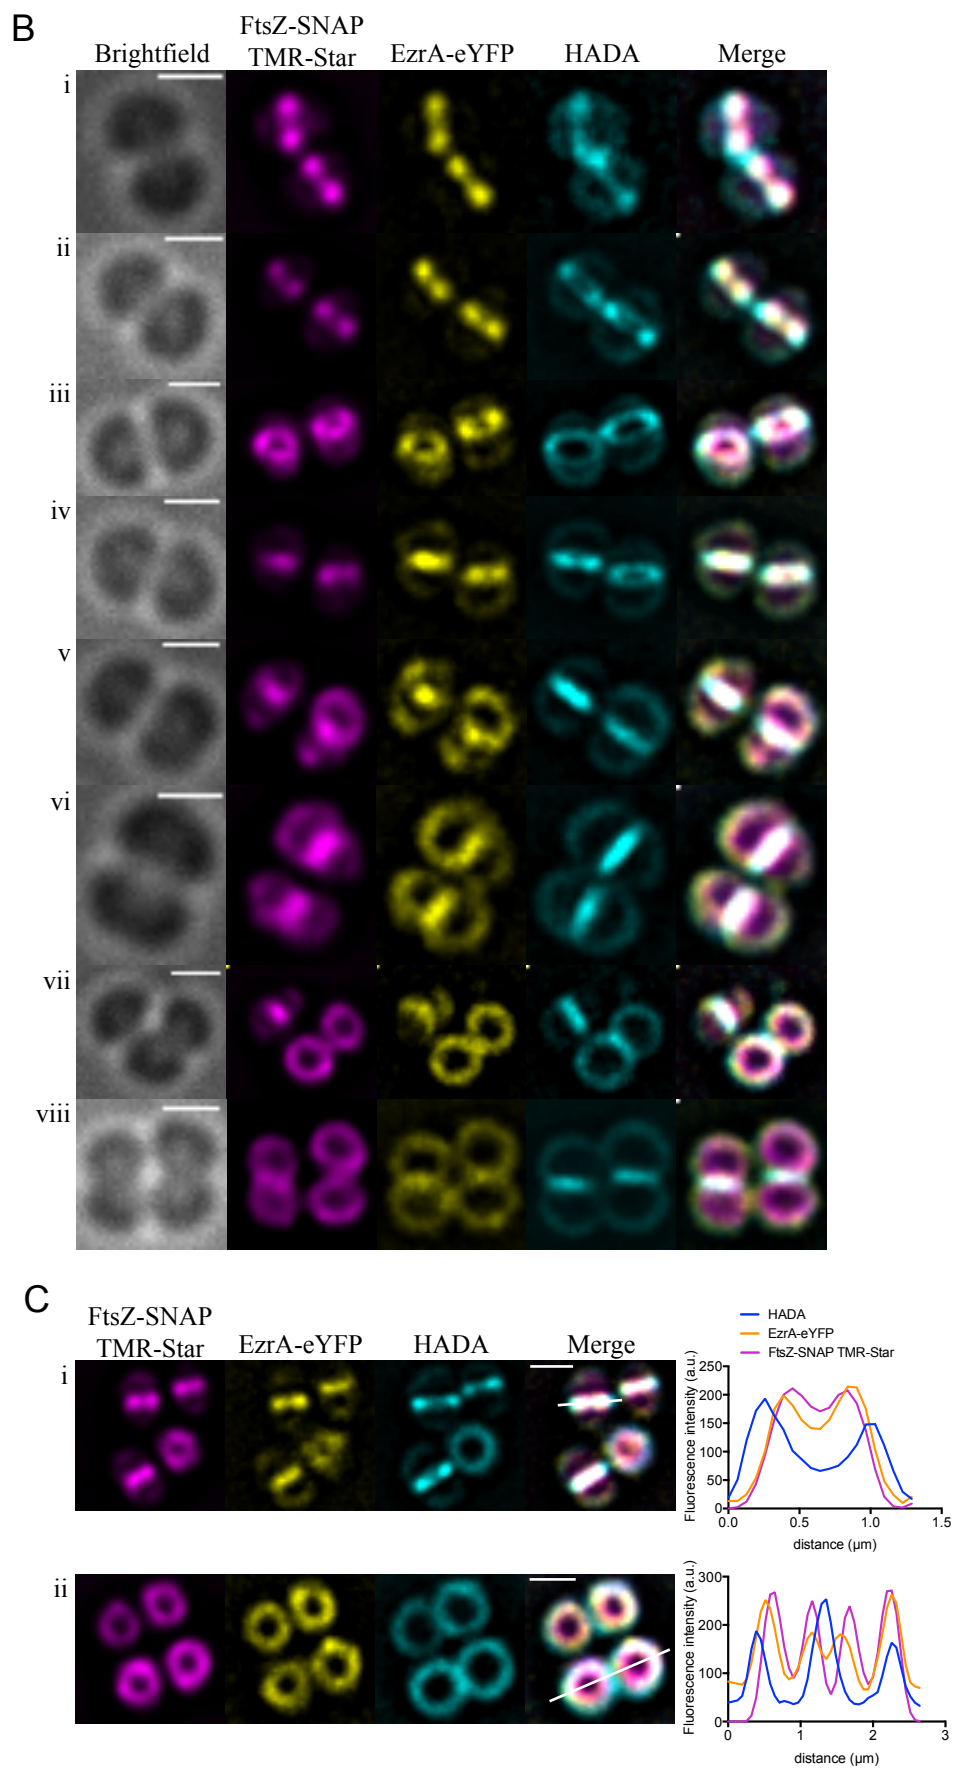 B
FtsZ-SNAP
Brightfield TMR-Star EzrA-eYFP HADA Merge
i
ii
iii
iv
v
vi
vii
viii
C
FtsZ-SNAP
TMR-Star EzrA-eYFP HADA Merge
i
HADA
EzrA-eYFP
FtsZ-SNAP TMR-Star
Fluorescence intensity (a.u.)
250
200
150
100
50
0
0.0 0.5 1.0 1.5
distance (µm)
ii
Fluorescence intensity (a.u.)
300
200
100
0
0 1 2 3
distance (µm)